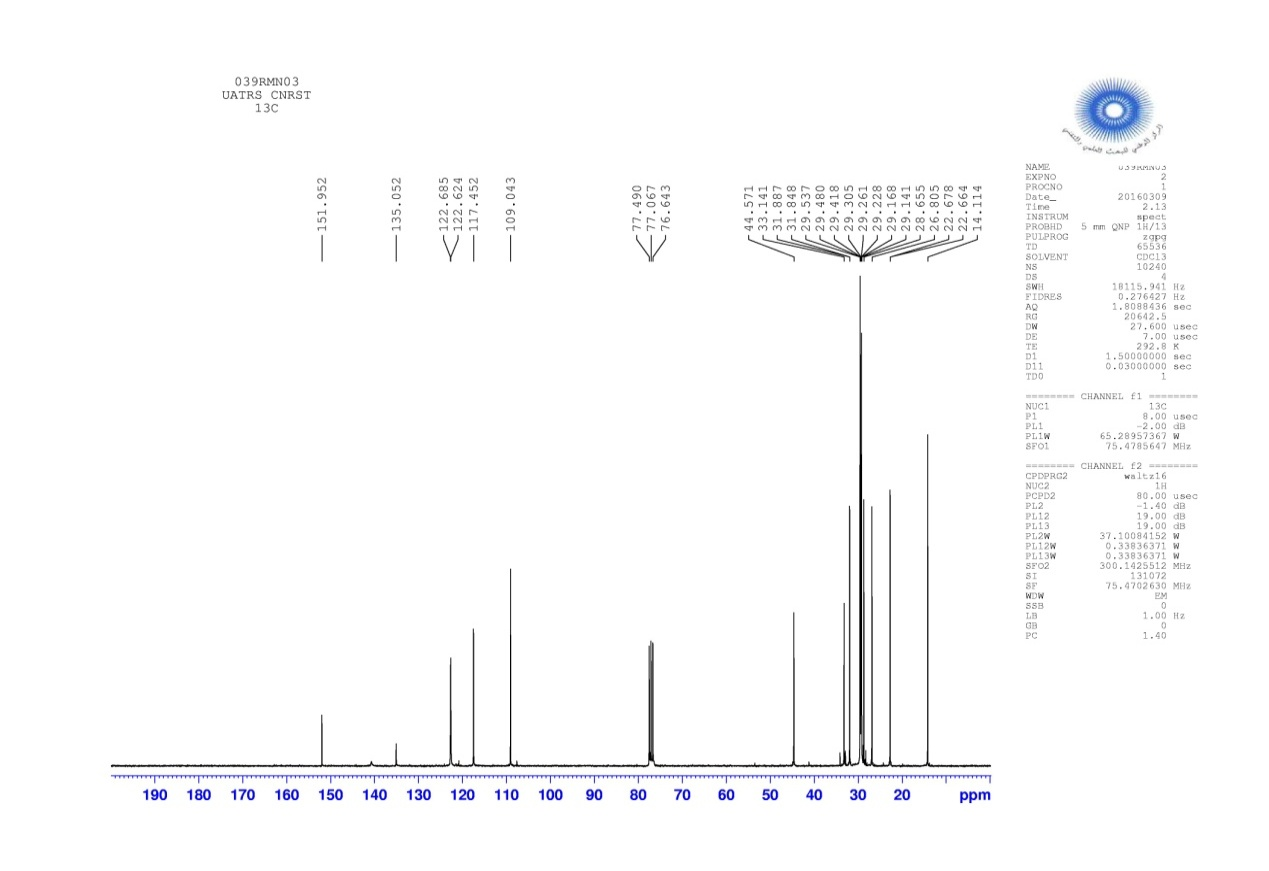 039RMN03
UATRS CNRST
13C
151.952
135.052
122.685
122.624
117.452
109.043
77.490
77.067
76.643
44.571
33.141
31.887
31.848
29.537
29.480
29.418
29.305
29.261
29.228
29.168
29.141
28.655
26.805
22.678
22.664
14.114
NAME 039RMN03
EXPNO 2
PROCNO 1
Date_ 20160309
Time 2.13
INSTRUM spect
PROBHD 5 mm QNP 1H/13
PULPROG zgpg
TD 65536
SOLVENT CDCl3
NS 10240
DS 4
SWH 18115.941 Hz
FIDRES 0.276427 Hz
AQ 1.8088436 sec
RG 20642.5
DW 27.600 usec
DE 7.00 usec
TE 292.8 K
D1 1.50000000 sec
D11 0.03000000 sec
TD0 1
======== CHANNEL f1 ========
NUC1 13C
P1 8.00 usec
PL1 -2.00 dB
PL1W 65.28957367 W
SFO1 75.4785647 MHz
======== CHANNEL f2 ========
CPDPRG2 waltz16
NUC2 1H
PCPD2 80.00 usec
PL2 -1.40 dB
PL12 19.00 dB
PL13 19.00 dB
PL2W 37.10084152 W
PL12W 0.33836371 W
PL13W 0.33836371 W
SFO2 300.1425512 MHz
SI 131072
SF 75.4702630 MHz
WDW EM
SSB 0
LB 1.00 Hz
GB 0
PC 1.40
190 180 170 160 150 140 130 120 110 100 90 80 70 60 50 40 30 20 ppm